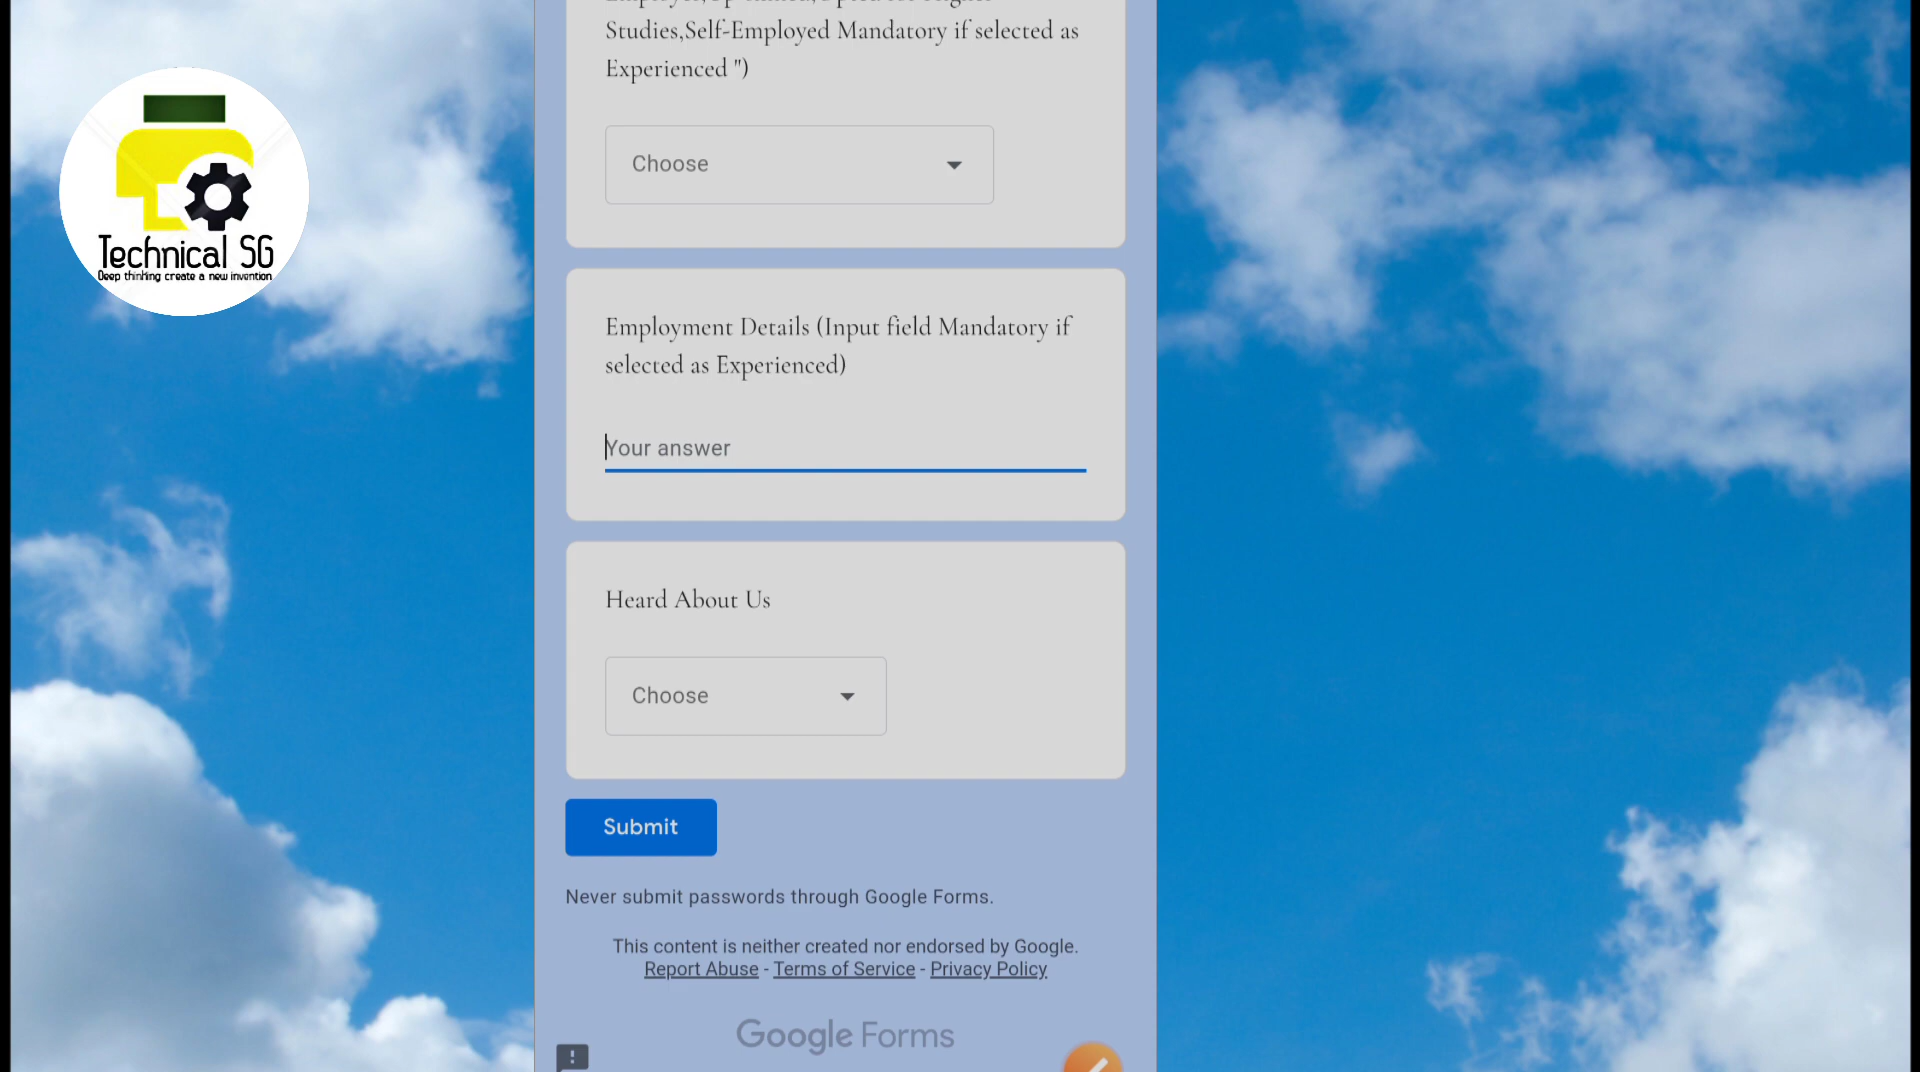 Studies,Self-Employed Mandatory if selected as
Experienced ")
Choose
Technical SG
Deep thinking create a new invention
Employment Details (Input field Mandatory if
selected as Experienced)
Your answer
Heard About Us
Choose
Submit
Never submit passwords through Google Forms.
This content is neither created nor endorsed by Google.
Report Abuse - Terms of Service - Privacy Policy
Google Forms